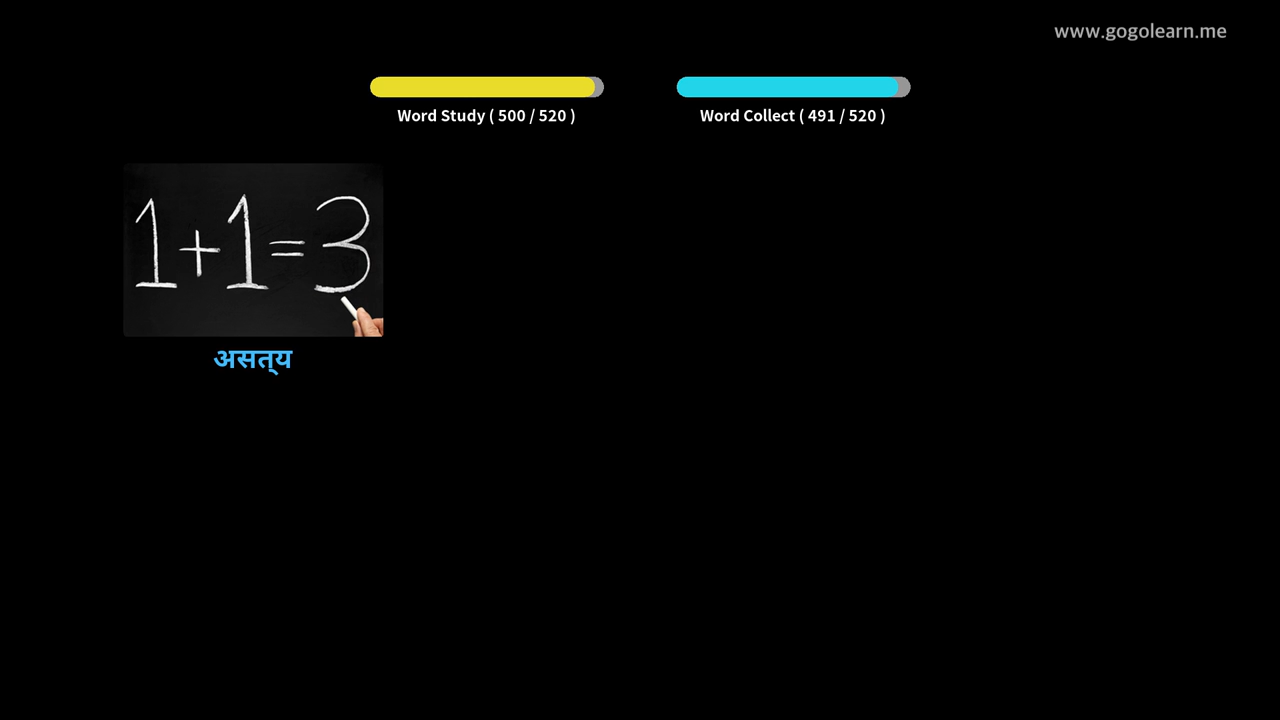 www.gogolearn.me
Word Study ( 500 / 520 )
Word Collect ( 491 / 520 )
1+1=3
असत्य